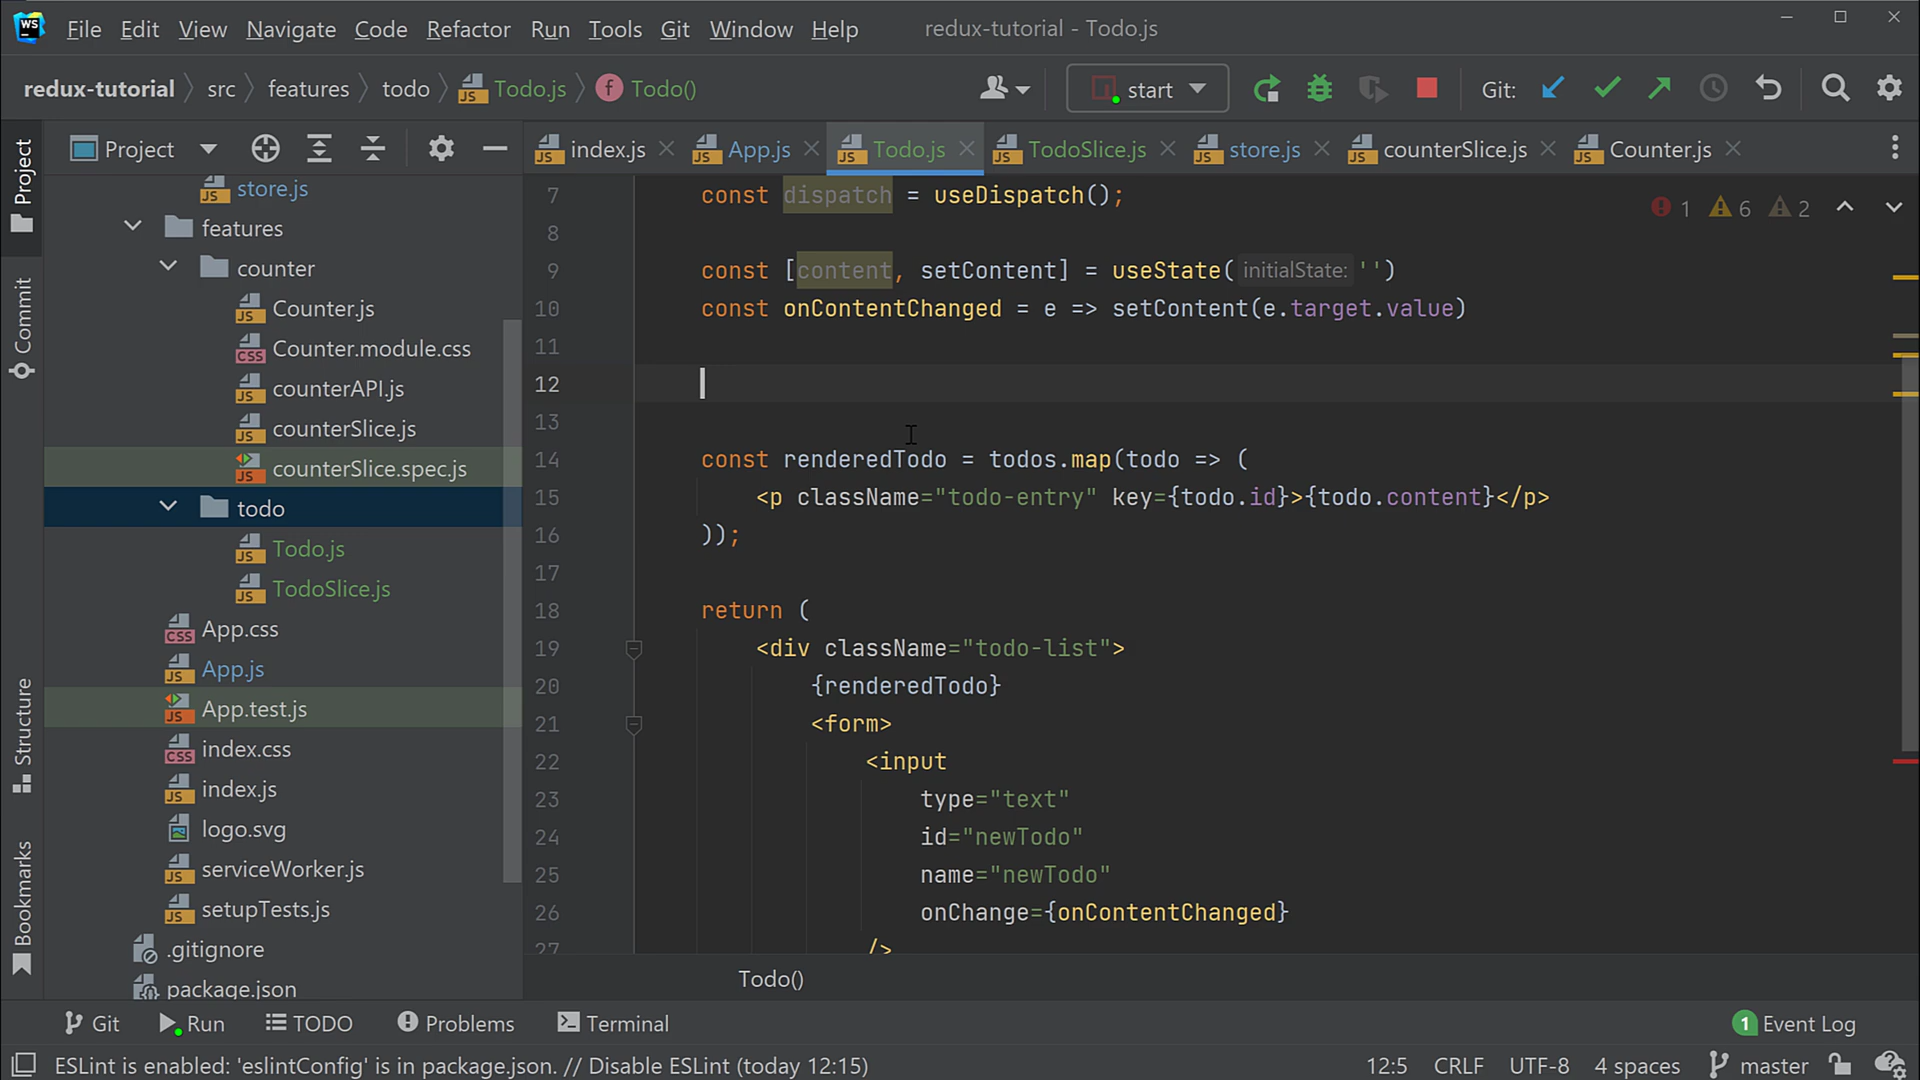 WS File Edit View Navigate Code Refactor Run Tools Git Window Help redux-tutorial - Todo.js
redux-tutorial src features todo Todo.js f Todo() start Git:
Project
index.js App.js Todo.js TodoSlice.js store.js counterSlice.js Counter.js
Project
Commit
Structure
Bookmarks
store.js
features
counter
Counter.js
Counter.module.css
counterAPI.js
counterSlice.js
counterSlice.spec.js
todo
Todo.js
TodoSlice.js
App.css
App.js
App.test.js
index.css
index.js
logo.svg
serviceWorker.js
setupTests.js
.gitignore
package.json
1 6 2
7 const dispatch = useDispatch();
8
9 const [content, setContent] = useState( initialState: '')
10 const onContentChanged = e => setContent(e.target.value)
11
12
13
14 const renderedTodo = todos.map(todo => (
15 <p className="todo-entry" key={todo.id}>{todo.content}</p>
16 ));
17
18 return (
19 <div className="todo-list">
20 {renderedTodo}
21 <form>
22 <input
23 type="text"
24 id="newTodo"
25 name="newTodo"
26 onChange={onContentChanged}
27 />
Todo()
Git Run TODO Problems Terminal 1 Event Log
ESLint is enabled: 'eslintConfig' is in package.json. // Disable ESLint (today 12:15) 12:5 CRLF UTF-8 4 spaces master